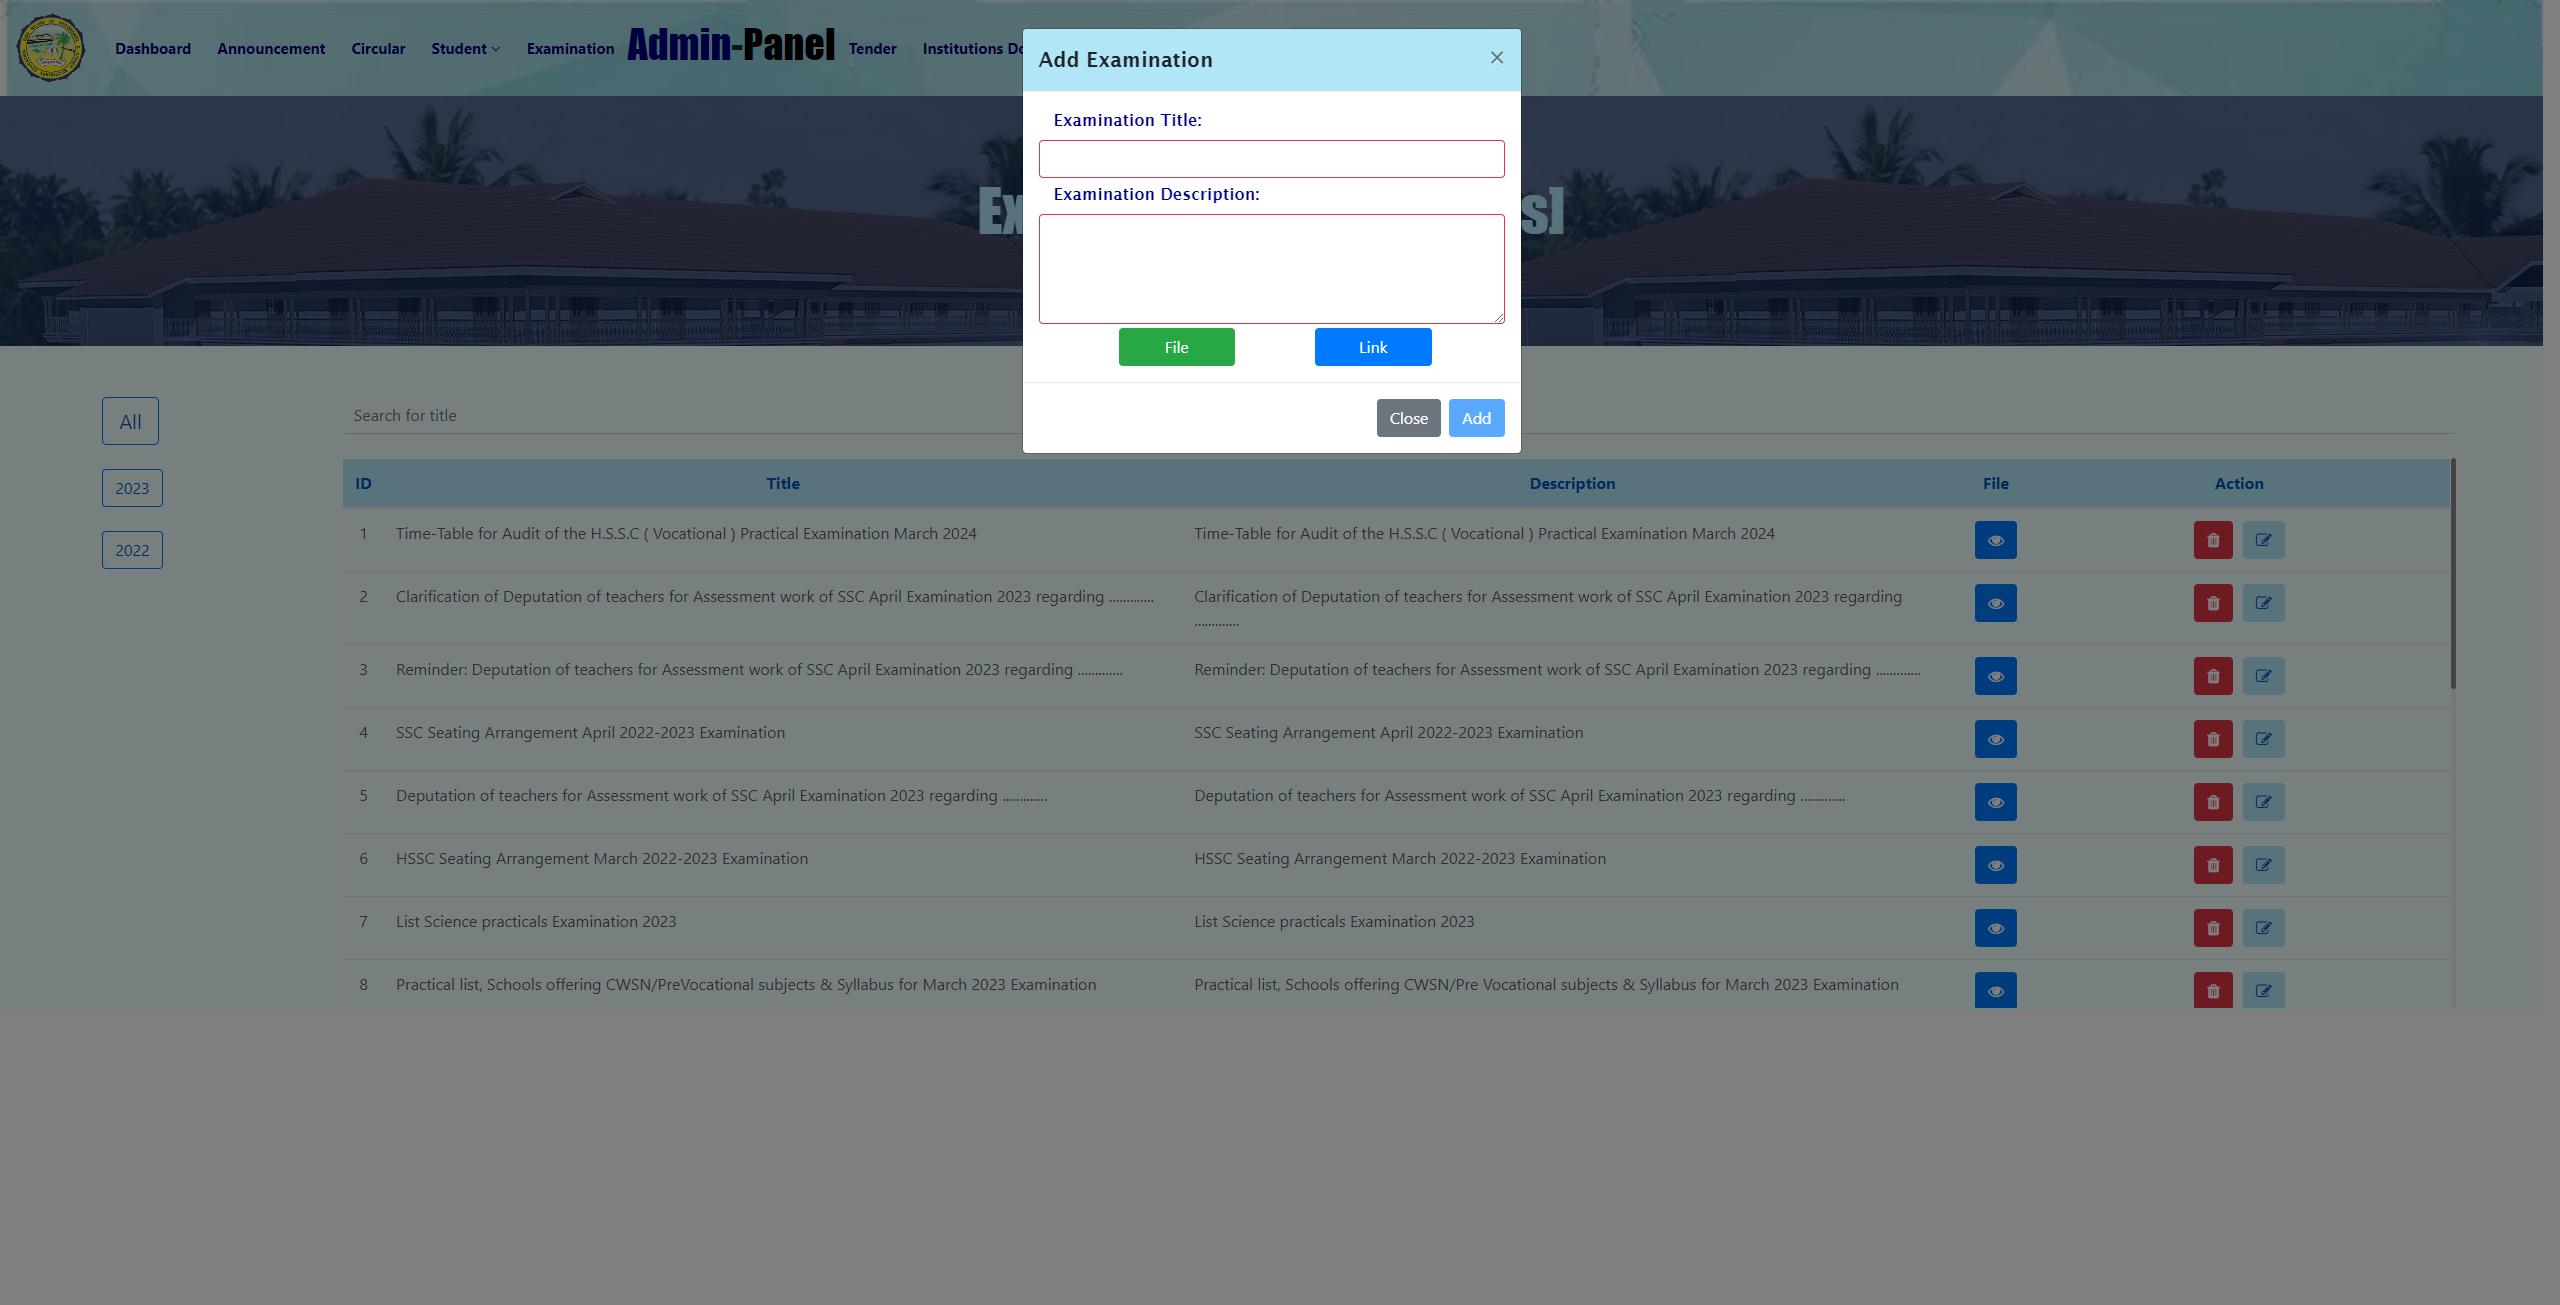 Dashboard Announcement Circular Student Examination Admin-Panel Tender Institutions
Add Examination ×
Examination Title:
Examination Description:
File Link
Close Add
All
2023
2022
Search for title
ID Title Description File Action
1 Time-Table for Audit of the H.S.S.C ( Vocational ) Practical Examination March 2024 Time-Table for Audit of the H.S.S.C ( Vocational ) Practical Examination March 2024
2 Clarification of Deputation of teachers for Assessment work of SSC April Examination 2023 regarding ............. Clarification of Deputation of teachers for Assessment work of SSC April Examination 2023 regarding
.............
3 Reminder: Deputation of teachers for Assessment work of SSC April Examination 2023 regarding ............. Reminder: Deputation of teachers for Assessment work of SSC April Examination 2023 regarding .............
4 SSC Seating Arrangement April 2022-2023 Examination SSC Seating Arrangement April 2022-2023 Examination
5 Deputation of teachers for Assessment work of SSC April Examination 2023 regarding ............. Deputation of teachers for Assessment work of SSC April Examination 2023 regarding .............
6 HSSC Seating Arrangement March 2022-2023 Examination HSSC Seating Arrangement March 2022-2023 Examination
7 List Science practicals Examination 2023 List Science practicals Examination 2023
8 Practical list, Schools offering CWSN/PreVocational subjects & Syllabus for March 2023 Examination Practical list, Schools offering CWSN/Pre Vocational subjects & Syllabus for March 2023 Examination